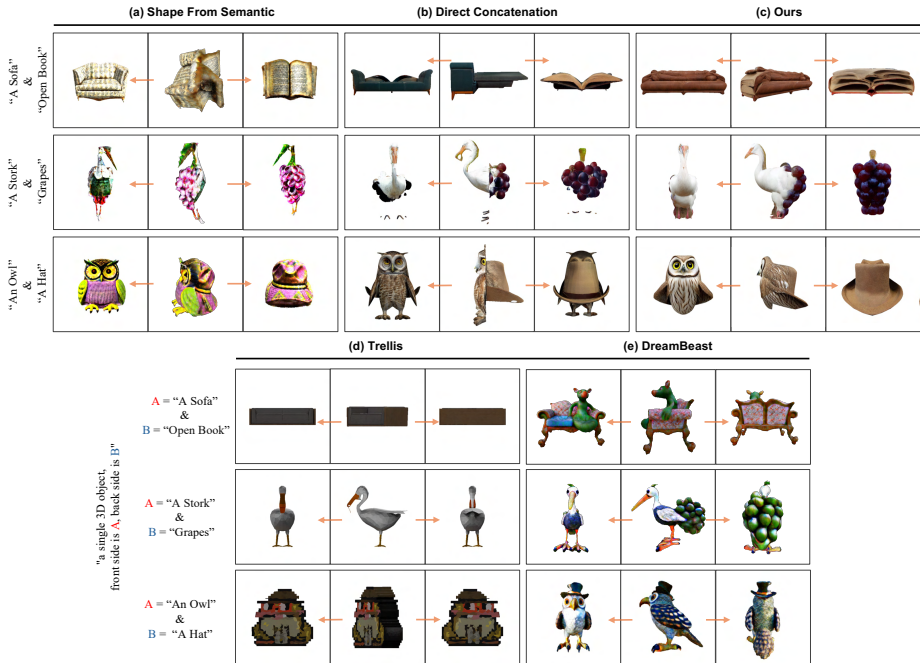 (a) Shape From Semantic
(b) Direct Concatenation
(c) Ours
“A Sofa”
&
“Open Book”
“A Stork”
&
“Grapes”
“An Owl”
&
“A Hat”
(d) Trellis
(e) DreamBeast
"a single 3D object,
front side is A, back side is B"
A = “A Sofa”
&
B = “Open Book”
A = “A Stork”
&
B = “Grapes”
A = “An Owl”
&
B = “A Hat”